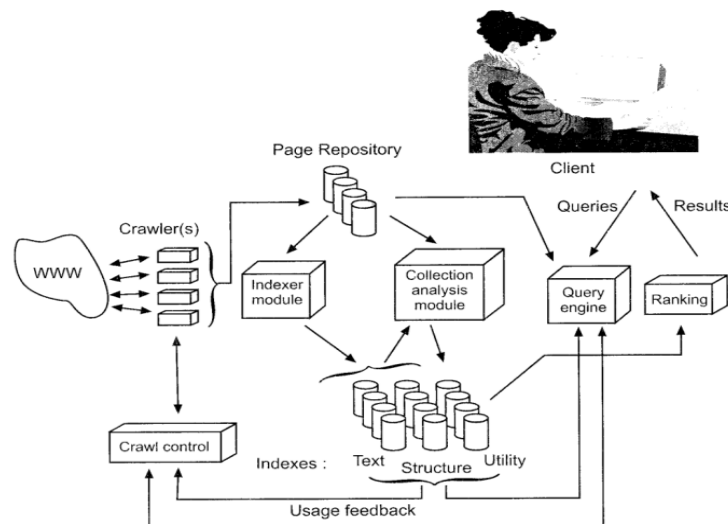 Client
Page Repository
Queries
Results
Crawler(s)
WWW
Indexer
module
Collection
analysis
module
Query
engine
Ranking
Crawl control
Indexes :
Text
Structure
Utility
Usage feedback